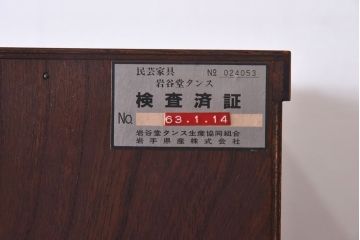 民芸家具 № 024053
岩谷堂タンス
検査済証
No. 63.1.14
岩谷堂タンス生産協同組合
岩手県産株式会社